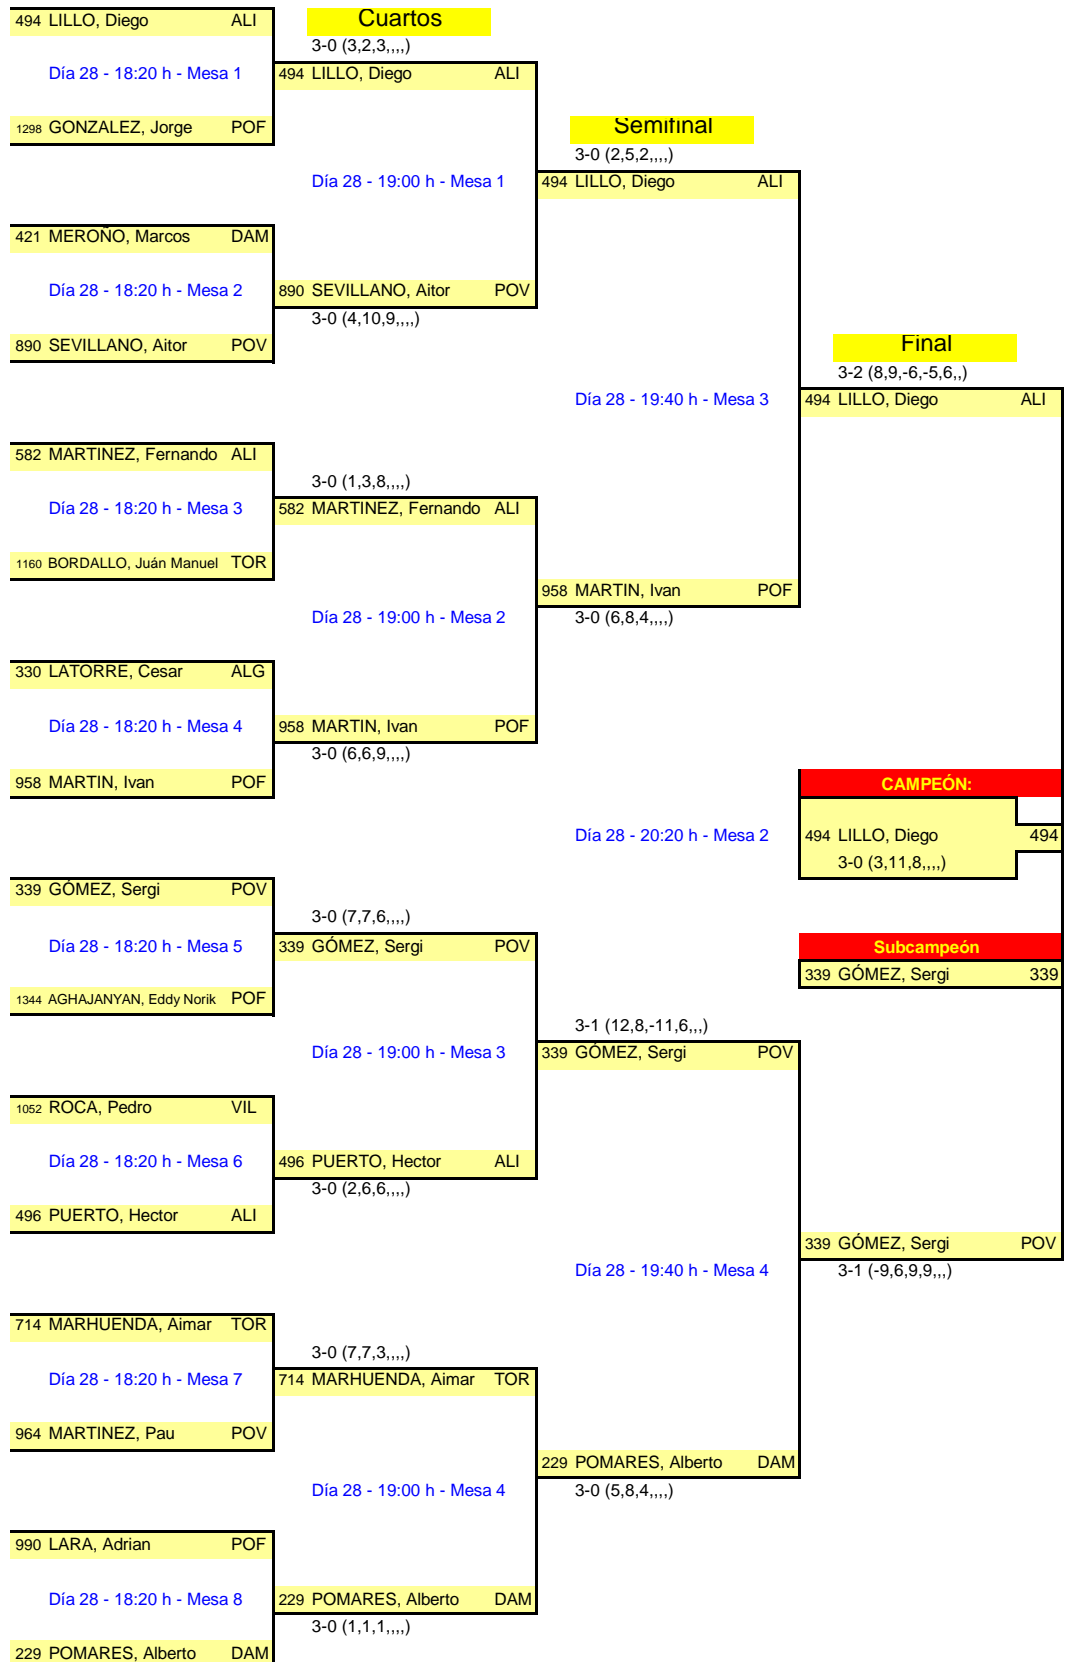 494 LILLO, Diego ALI
Cuartos
3-0 (3,2,3,,,,)
Día 28 - 18:20 h - Mesa 1
494 LILLO, Diego ALI
1298 GONZALEZ, Jorge POF
Semifinal
3-0 (2,5,2,,,,)
Día 28 - 19:00 h - Mesa 1
494 LILLO, Diego ALI
421 MEROÑO, Marcos DAM
Día 28 - 18:20 h - Mesa 2
890 SEVILLANO, Aitor POV
3-0 (4,10,9,,,,)
890 SEVILLANO, Aitor POV
Final
3-2 (8,9,-6,-5,6,,)
Día 28 - 19:40 h - Mesa 3
494 LILLO, Diego ALI
582 MARTINEZ, Fernando ALI
3-0 (1,3,8,,,,)
Día 28 - 18:20 h - Mesa 3
582 MARTINEZ, Fernando ALI
1160 BORDALLO, Juán Manuel TOR
958 MARTIN, Ivan POF
Día 28 - 19:00 h - Mesa 2
3-0 (6,8,4,,,,)
330 LATORRE, Cesar ALG
Día 28 - 18:20 h - Mesa 4
958 MARTIN, Ivan POF
3-0 (6,6,9,,,,)
958 MARTIN, Ivan POF
CAMPEÓN:
Día 28 - 20:20 h - Mesa 2
494 LILLO, Diego 494
3-0 (3,11,8,,,,)
339 GÓMEZ, Sergi POV
3-0 (7,7,6,,,,)
Día 28 - 18:20 h - Mesa 5
339 GÓMEZ, Sergi POV
Subcampeón
339 GÓMEZ, Sergi 339
1344 AGHAJANYAN, Eddy Norik POF
3-1 (12,8,-11,6,,,)
Día 28 - 19:00 h - Mesa 3
339 GÓMEZ, Sergi POV
1052 ROCA, Pedro VIL
Día 28 - 18:20 h - Mesa 6
496 PUERTO, Hector ALI
3-0 (2,6,6,,,,)
496 PUERTO, Hector ALI
339 GÓMEZ, Sergi POV
Día 28 - 19:40 h - Mesa 4
3-1 (-9,6,9,9,,,)
714 MARHUENDA, Aimar TOR
3-0 (7,7,3,,,,)
Día 28 - 18:20 h - Mesa 7
714 MARHUENDA, Aimar TOR
964 MARTINEZ, Pau POV
229 POMARES, Alberto DAM
Día 28 - 19:00 h - Mesa 4
3-0 (5,8,4,,,,)
990 LARA, Adrian POF
Día 28 - 18:20 h - Mesa 8
229 POMARES, Alberto DAM
3-0 (1,1,1,,,,)
229 POMARES, Alberto DAM